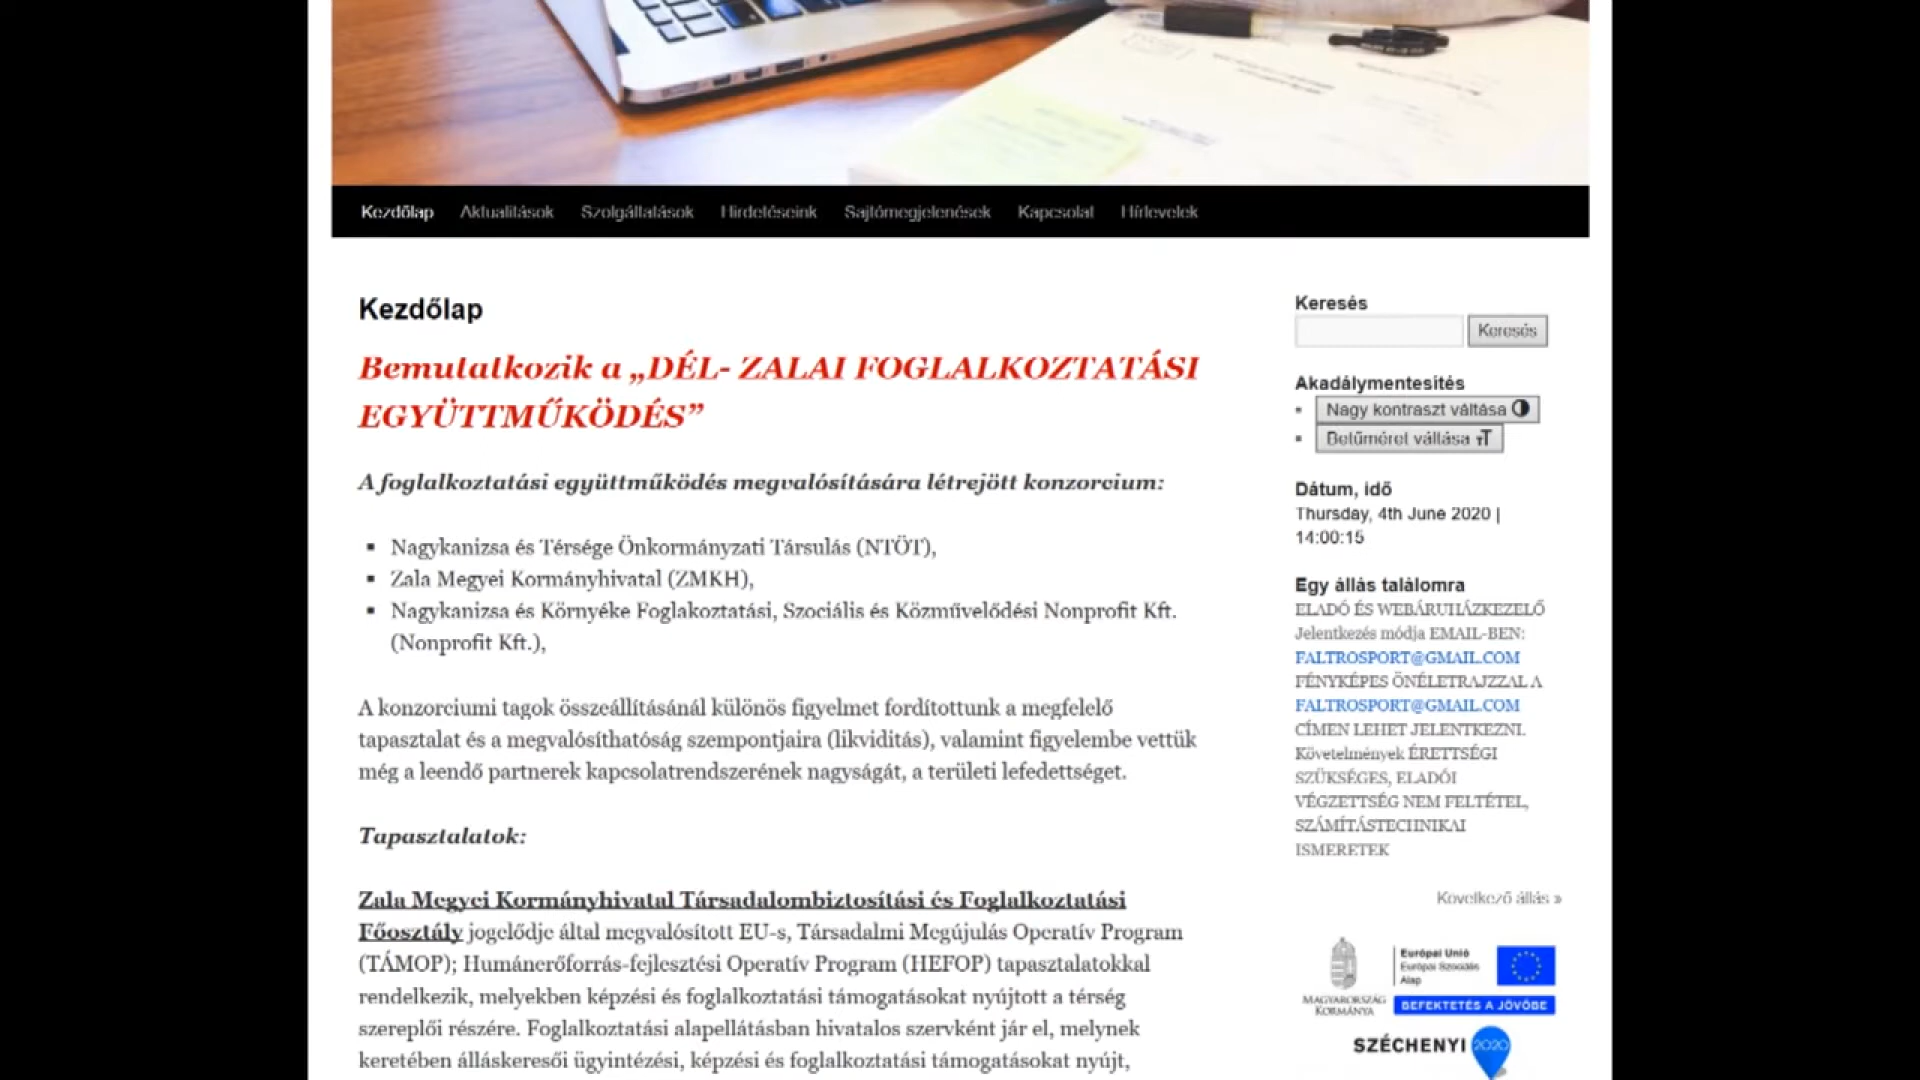 Kezdőlap Aktualitások Szolgáltatások Hirdetéseink Sajtómegjelenések Kapcsolat Hírlevelek
Kezdőlap
Bemutatkozik a „DÉL- ZALAI FOGLALKOZTATÁSI
EGYÜTTMŰKÖDÉS”
A foglalkoztatási együttműködés megvalósítására létrejött konzorcium:
▪ Nagykanizsa és Térsége Önkormányzati Társulás (NTÖT),
▪ Zala Megyei Kormányhivatal (ZMKH),
▪ Nagykanizsa és Környéke Foglakoztatási, Szociális és Közművelődési Nonprofit Kft.
(Nonprofit Kft.),
A konzorciumi tagok összeállításánál különös figyelmet fordítottunk a megfelelő
tapasztalat és a megvalósíthatóság szempontjaira (likviditás), valamint figyelembe vettük
még a leendő partnerek kapcsolatrendszerének nagyságát, a területi lefedettséget.
Tapasztalatok:
Zala Megyei Kormányhivatal Társadalombiztosítási és Foglalkoztatási
Főosztály jogelődje által megvalósított EU-s, Társadalmi Megújulás Operatív Program
(TÁMOP); Humánerőforrás-fejlesztési Operatív Program (HEFOP) tapasztalatokkal
rendelkezik, melyekben képzési és foglalkoztatási támogatásokat nyújtott a térség
szereplői részére. Foglalkoztatási alapellátásban hivatalos szervként jár el, melynek
keretében álláskeresői ügyintézési, képzési és foglalkoztatási támogatásokat nyújt,
Keresés
Keresés
Akadálymentesítés
▪ Nagy kontraszt váltása
▪ Betűméret váltása TT
Dátum, idő
Thursday, 4th June 2020 |
14:00:15
Egy állás találomra
ELADÓ ÉS WEBÁRUHÁZKEZELŐ
Jelentkezés módja EMAIL-BEN:
FALTROSPORT@GMAIL.COM
FÉNYKÉPES ÖNÉLETRAJZZAL A
FALTROSPORT@GMAIL.COM
CÍMEN LEHET JELENTKEZNI.
Követelmények ÉRETTSÉGI
SZÜKSÉGES, ELADÓI
VÉGZETTSÉG NEM FELTÉTEL,
SZÁMÍTÁSTECHNIKAI
ISMERETEK
Következő állás »
Európai Unió
Európai Szociális
Alap
MAGYARORSZÁG
KORMÁNYA
BEFEKTETÉS A JÖVŐBE
SZÉCHENYI 2020